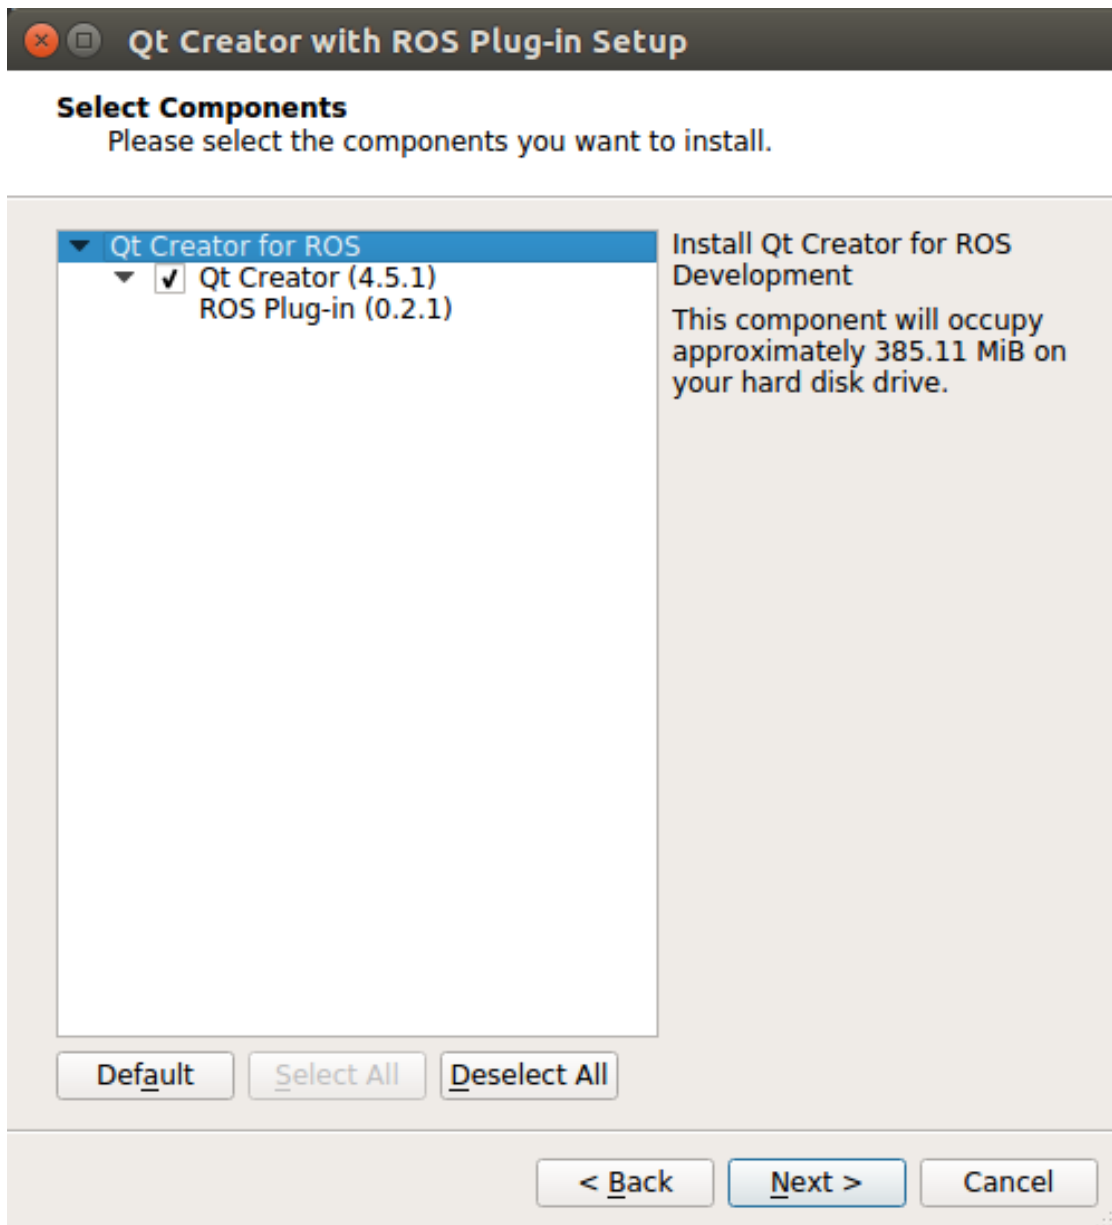 Qt Creator with ROS Plug-in Setup
Select Components
Please select the components you want to install.
Qt Creator for ROS
Qt Creator (4.5.1)
ROS Plug-in (0.2.1)
Install Qt Creator for ROS
Development
This component will occupy
approximately 385.11 MiB on
your hard disk drive.
Default Select All Deselect All
< Back Next > Cancel